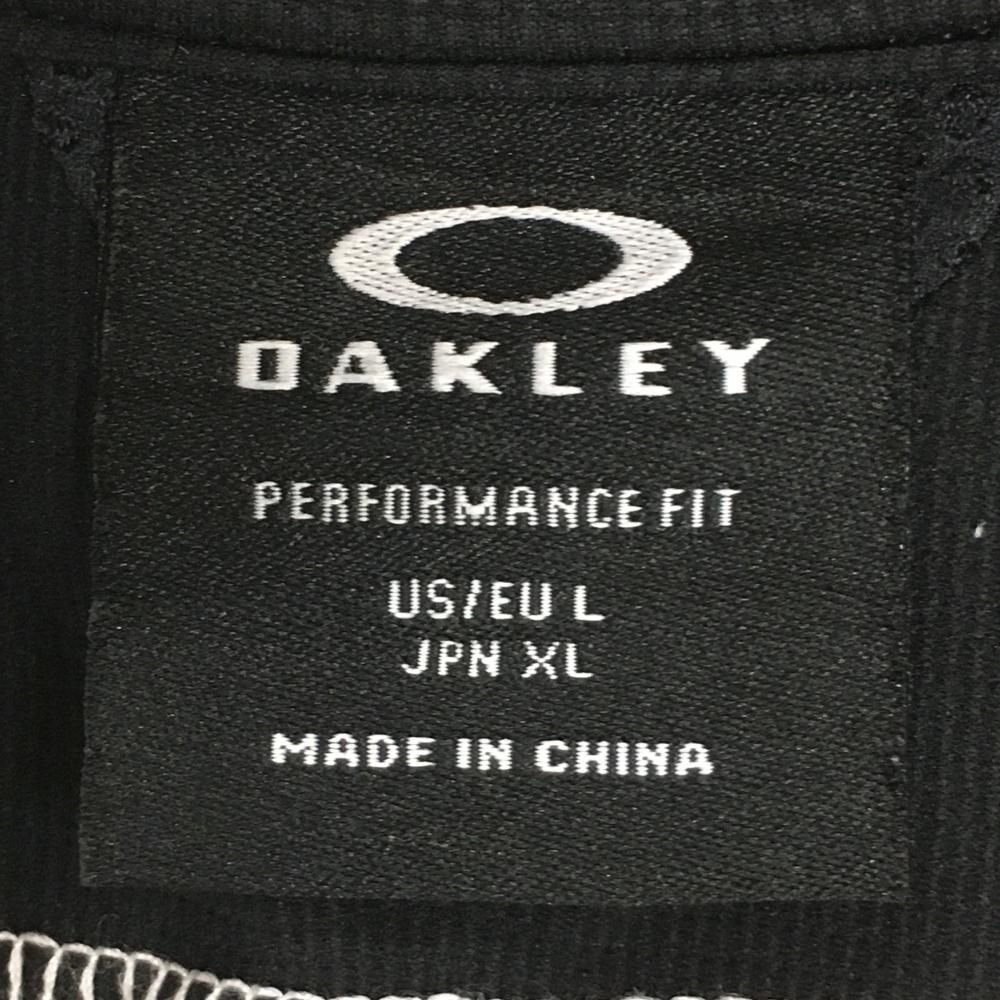 OAKLEY
PERFORMANCE FIT
US/EU L
JPN XL
MADE IN CHINA